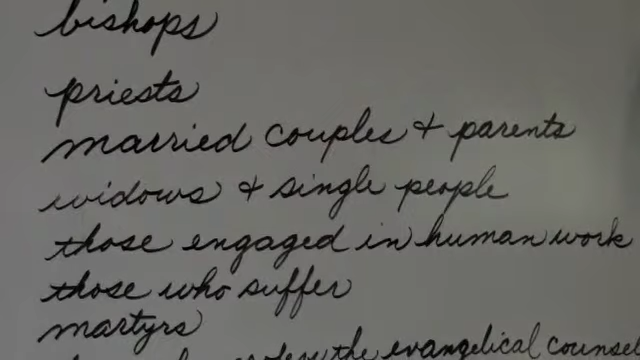 bishops
priests
married couples & parents
widows & single people
those engaged in human work
those who suffer
martyrs
the evangelical counsel